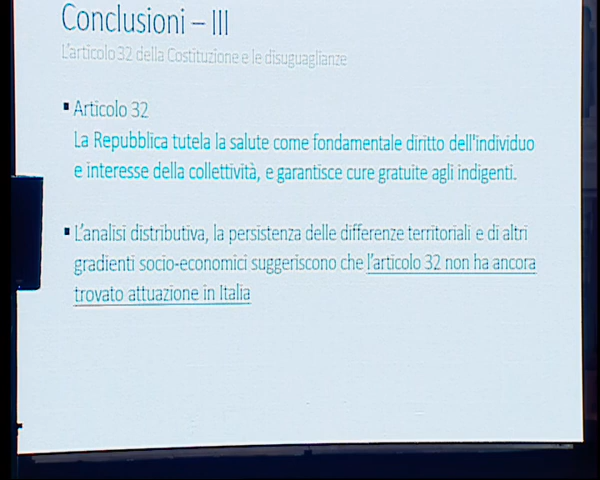 Conclusioni – III
L'articolo 32 della Costituzione e le disuguaglianze
▪ Articolo 32
La Repubblica tutela la salute come fondamentale diritto dell'individuo
e interesse della collettività, e garantisce cure gratuite agli indigenti.
▪ L'analisi distributiva, la persistenza delle differenze territoriali e di altri
gradienti socio-economici suggeriscono che l'articolo 32 non ha ancora
trovato attuazione in Italia